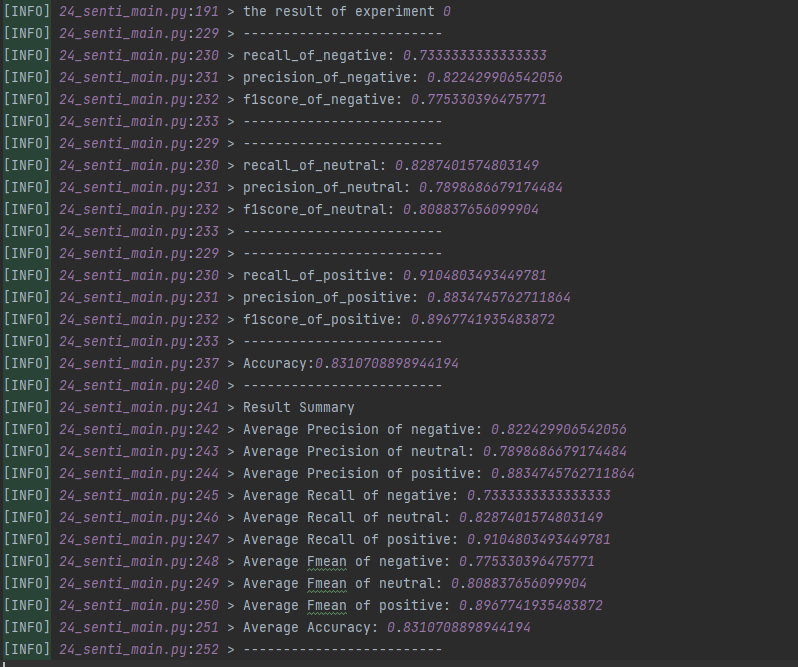 [INFO] 24_senti_main.py:191 > the result of experiment 0
[INFO] 24_senti_main.py:229 > -------------------------
[INFO] 24_senti_main.py:230 > recall_of_negative: 0.7333333333333333
[INFO] 24_senti_main.py:231 > precision_of_negative: 0.822429906542056
[INFO] 24_senti_main.py:232 > f1score_of_negative: 0.775330396475771
[INFO] 24_senti_main.py:233 > -------------------------
[INFO] 24_senti_main.py:229 > -------------------------
[INFO] 24_senti_main.py:230 > recall_of_neutral: 0.8287401574803149
[INFO] 24_senti_main.py:231 > precision_of_neutral: 0.7898686679174484
[INFO] 24_senti_main.py:232 > f1score_of_neutral: 0.808837656099904
[INFO] 24_senti_main.py:233 > -------------------------
[INFO] 24_senti_main.py:229 > -------------------------
[INFO] 24_senti_main.py:230 > recall_of_positive: 0.9104803493449781
[INFO] 24_senti_main.py:231 > precision_of_positive: 0.8834745762711864
[INFO] 24_senti_main.py:232 > f1score_of_positive: 0.8967741935483872
[INFO] 24_senti_main.py:233 > -------------------------
[INFO] 24_senti_main.py:237 > Accuracy:0.8310708898944194
[INFO] 24_senti_main.py:240 > -------------------------
[INFO] 24_senti_main.py:241 > Result Summary
[INFO] 24_senti_main.py:242 > Average Precision of negative: 0.822429906542056
[INFO] 24_senti_main.py:243 > Average Precision of neutral: 0.7898686679174484
[INFO] 24_senti_main.py:244 > Average Precision of positive: 0.8834745762711864
[INFO] 24_senti_main.py:245 > Average Recall of negative: 0.7333333333333333
[INFO] 24_senti_main.py:246 > Average Recall of neutral: 0.8287401574803149
[INFO] 24_senti_main.py:247 > Average Recall of positive: 0.9104803493449781
[INFO] 24_senti_main.py:248 > Average Fmean of negative: 0.775330396475771
[INFO] 24_senti_main.py:249 > Average Fmean of neutral: 0.808837656099904
[INFO] 24_senti_main.py:250 > Average Fmean of positive: 0.8967741935483872
[INFO] 24_senti_main.py:251 > Average Accuracy: 0.8310708898944194
[INFO] 24_senti_main.py:252 > -------------------------